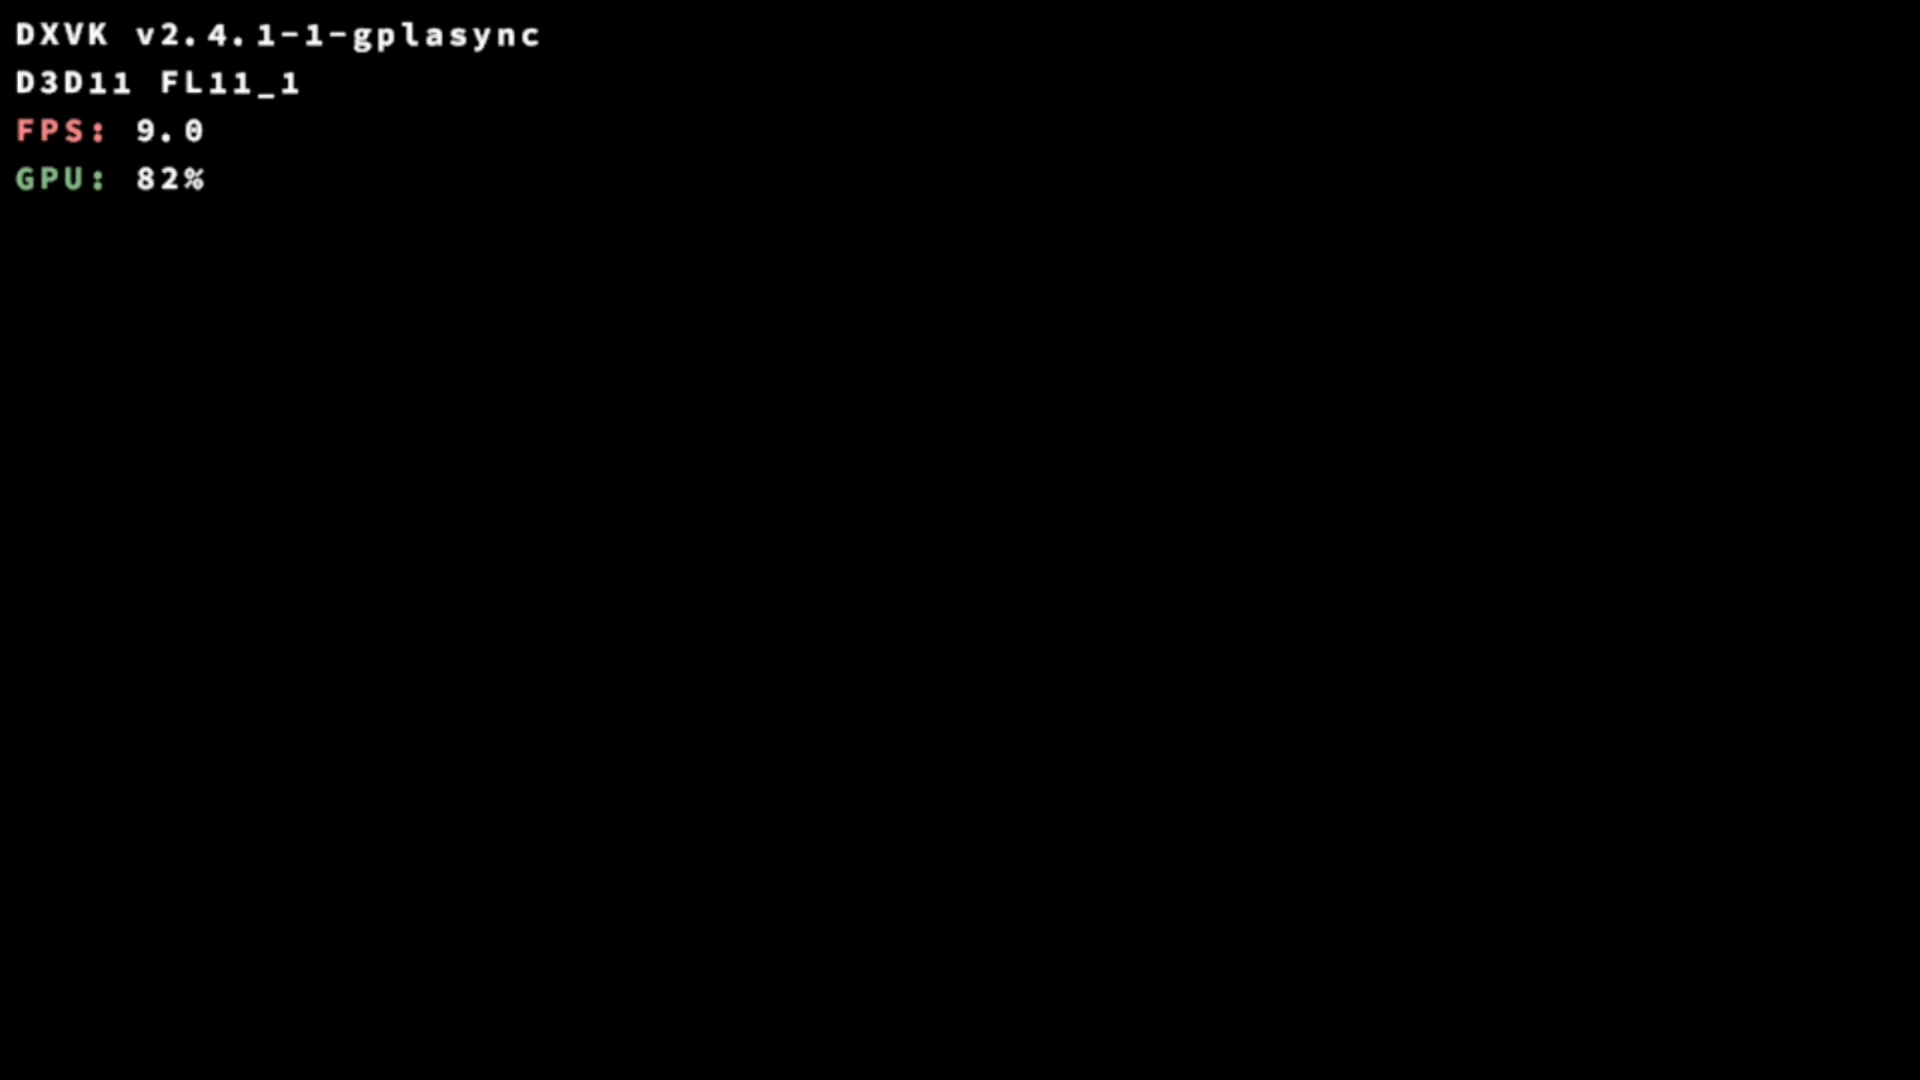 DXVK v2.4.1-1-gplasync
D3D11 FL11_1
FPS: 9.0
GPU: 82%